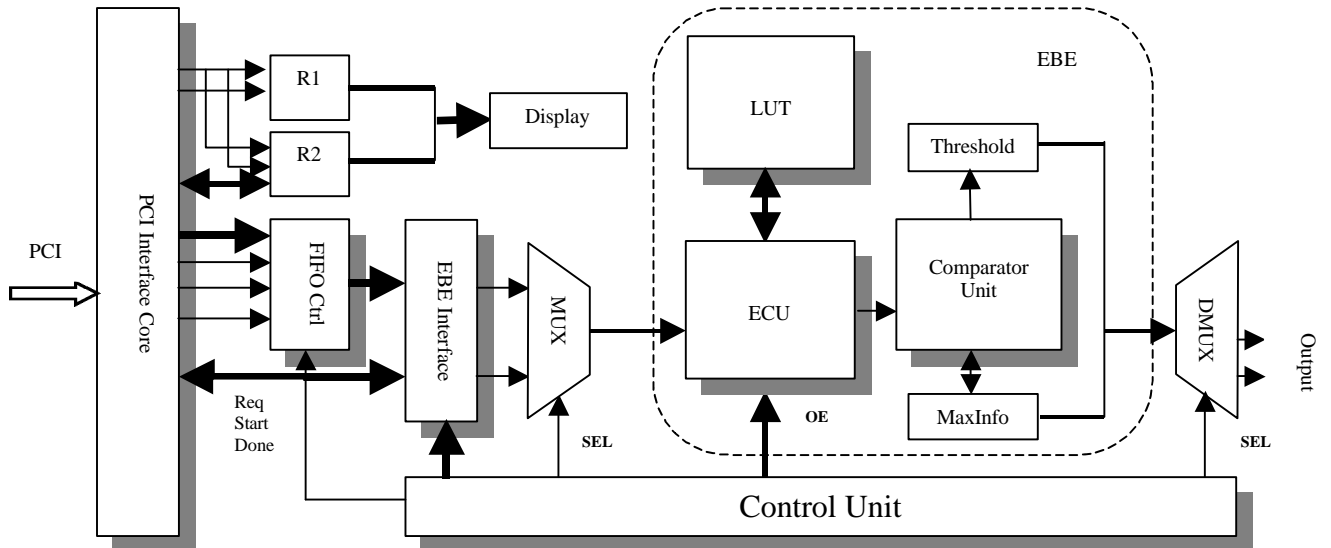 PCI
PCI Interface Core
R1
R2
Display
FIFO Ctrl
Req
Start
Done
EBE Interface
MUX
SEL
EBE
LUT
ECU
OE
Threshold
Comparator
Unit
MaxInfo
DMUX
SEL
Output
Control Unit